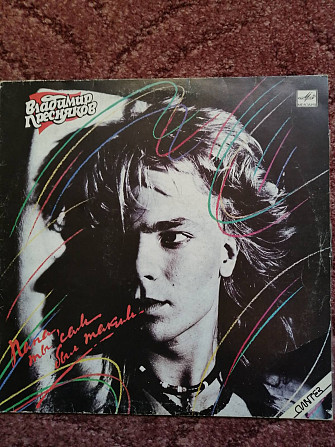 Владимир
Пресняков
Папа,
ты сам
был таким...